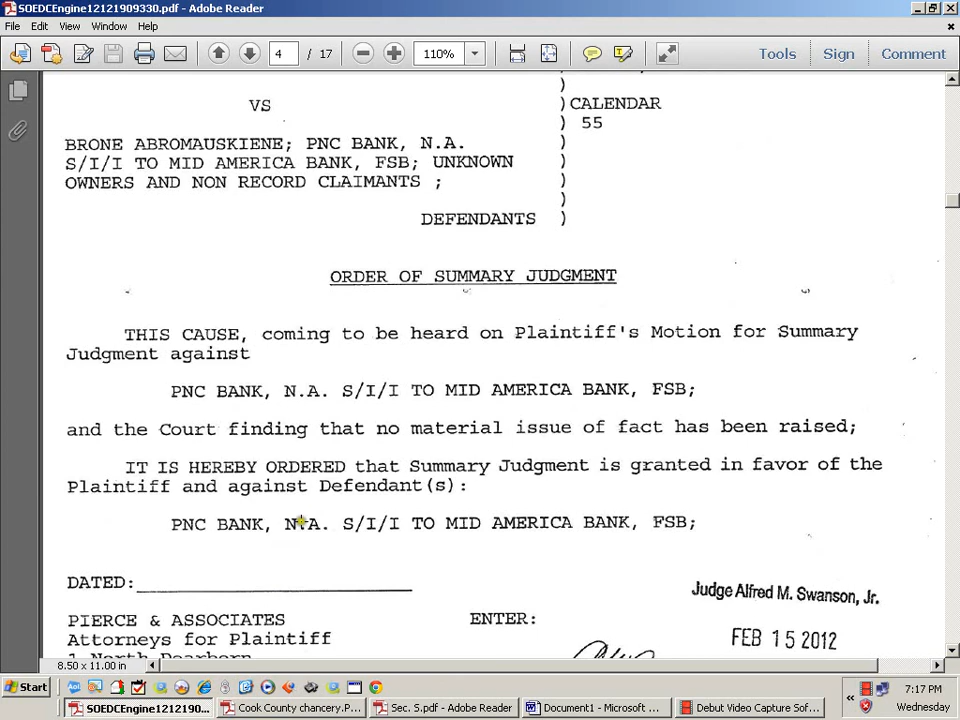 SOEDCEngine12121909330.pdf - Adobe Reader
File Edit View Window Help
4 / 17 110% Tools Sign Comment
)
VS )CALENDAR
) 55
BRONE ABROMAUSKIENE; PNC BANK, N.A. )
S/I/I TO MID AMERICA BANK, FSB; UNKNOWN )
OWNERS AND NON RECORD CLAIMANTS ; )
)
DEFENDANTS )
ORDER OF SUMMARY JUDGMENT
THIS CAUSE, coming to be heard on Plaintiff's Motion for Summary
Judgment against
PNC BANK, N.A. S/I/I TO MID AMERICA BANK, FSB;
and the Court finding that no material issue of fact has been raised;
IT IS HEREBY ORDERED that Summary Judgment is granted in favor of the
Plaintiff and against Defendant(s):
PNC BANK, N.A. S/I/I TO MID AMERICA BANK, FSB;
DATED:
Judge Alfred M. Swanson, Jr.
PIERCE & ASSOCIATES ENTER:
Attorneys for Plaintiff FEB 15 2012
1 North Dearborn
8.50 x 11.00 in
Start 7:17 PM
SOEDCEngine1212190... Cook County chancery.P... Sec. S.pdf - Adobe Reader Document1 - Microsoft ... Debut Video Capture Sof... Wednesday